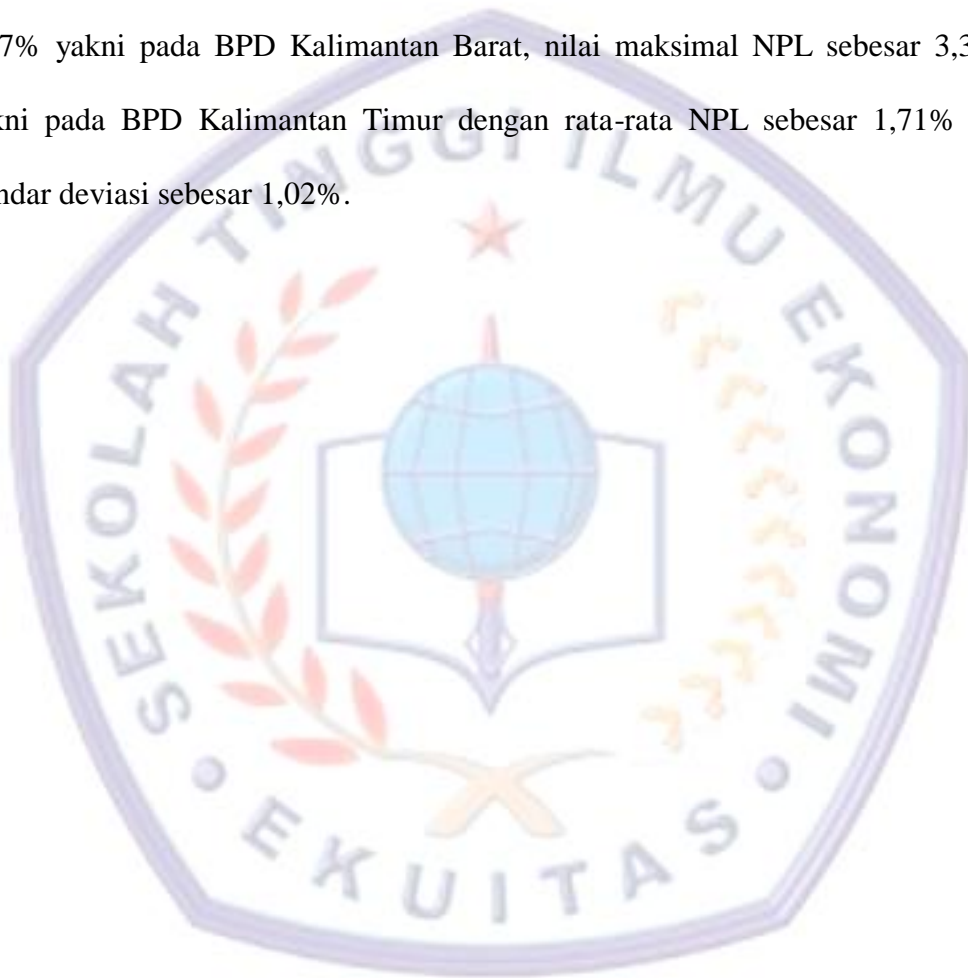 7% yakni pada BPD Kalimantan Barat, nilai maksimal NPL sebesar 3,3
kni pada BPD Kalimantan Timur dengan rata-rata NPL sebesar 1,71%
ndar deviasi sebesar 1,02%.
SEKOLAH TINGGI ILMU EKONOMI
EKUITAS